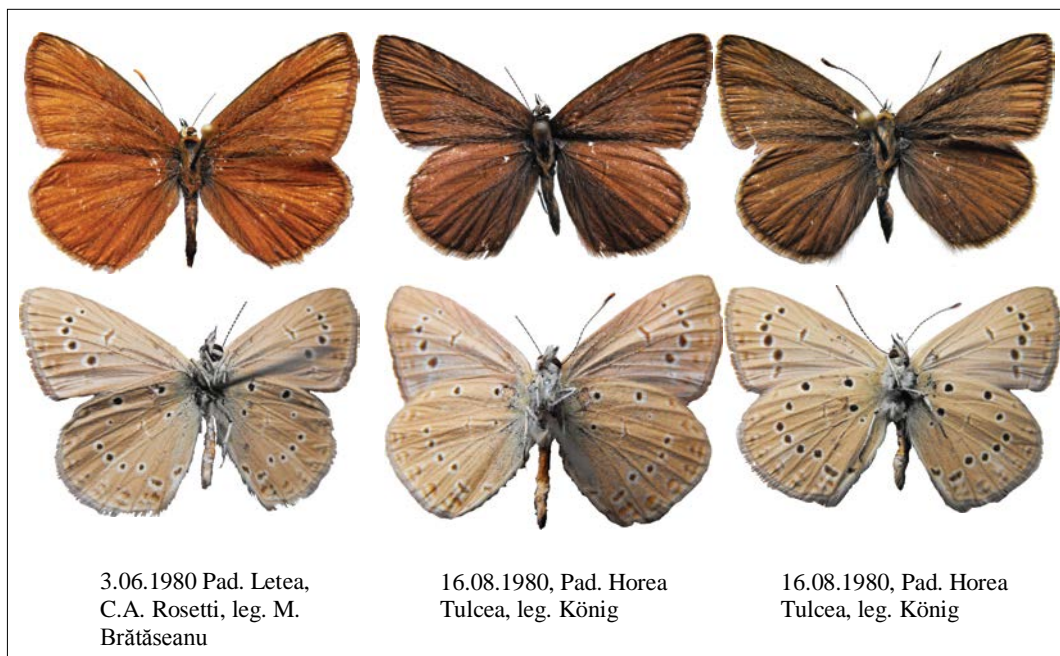 3.06.1980 Pad. Letea,
C.A. Rosetti, leg. M.
Brătăseanu
16.08.1980, Pad. Horea
Tulcea, leg. König
16.08.1980, Pad. Horea
Tulcea, leg. König